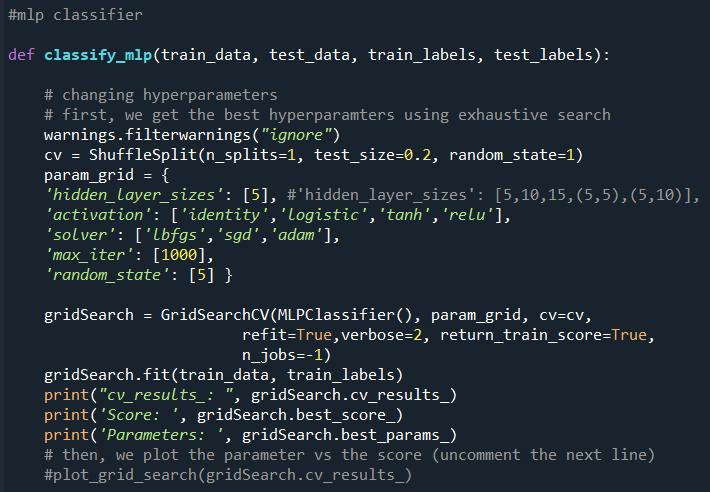 #mlp classifier
def classify_mlp(train_data, test_data, train_labels, test_labels):
# changing hyperparameters
# first, we get the best hyperparamters using exhaustive search
warnings.filterwarnings("ignore")
cv = ShuffleSplit(n_splits=1, test_size=0.2, random_state=1)
param_grid = {
'hidden_layer_sizes': [5], #'hidden_layer_sizes': [5,10,15,(5,5),(5,10)],
'activation': ['identity','logistic','tanh','relu'],
'solver': ['lbfgs','sgd','adam'],
'max_iter': [1000],
'random_state': [5] }
gridSearch = GridSearchCV(MLPClassifier(), param_grid, cv=cv,
refit=True,verbose=2, return_train_score=True,
n_jobs=-1)
gridSearch.fit(train_data, train_labels)
print("cv_results_: ", gridSearch.cv_results_)
print('Score: ', gridSearch.best_score_)
print('Parameters: ', gridSearch.best_params_)
# then, we plot the parameter vs the score (uncomment the next line)
#plot_grid_search(gridSearch.cv_results_)